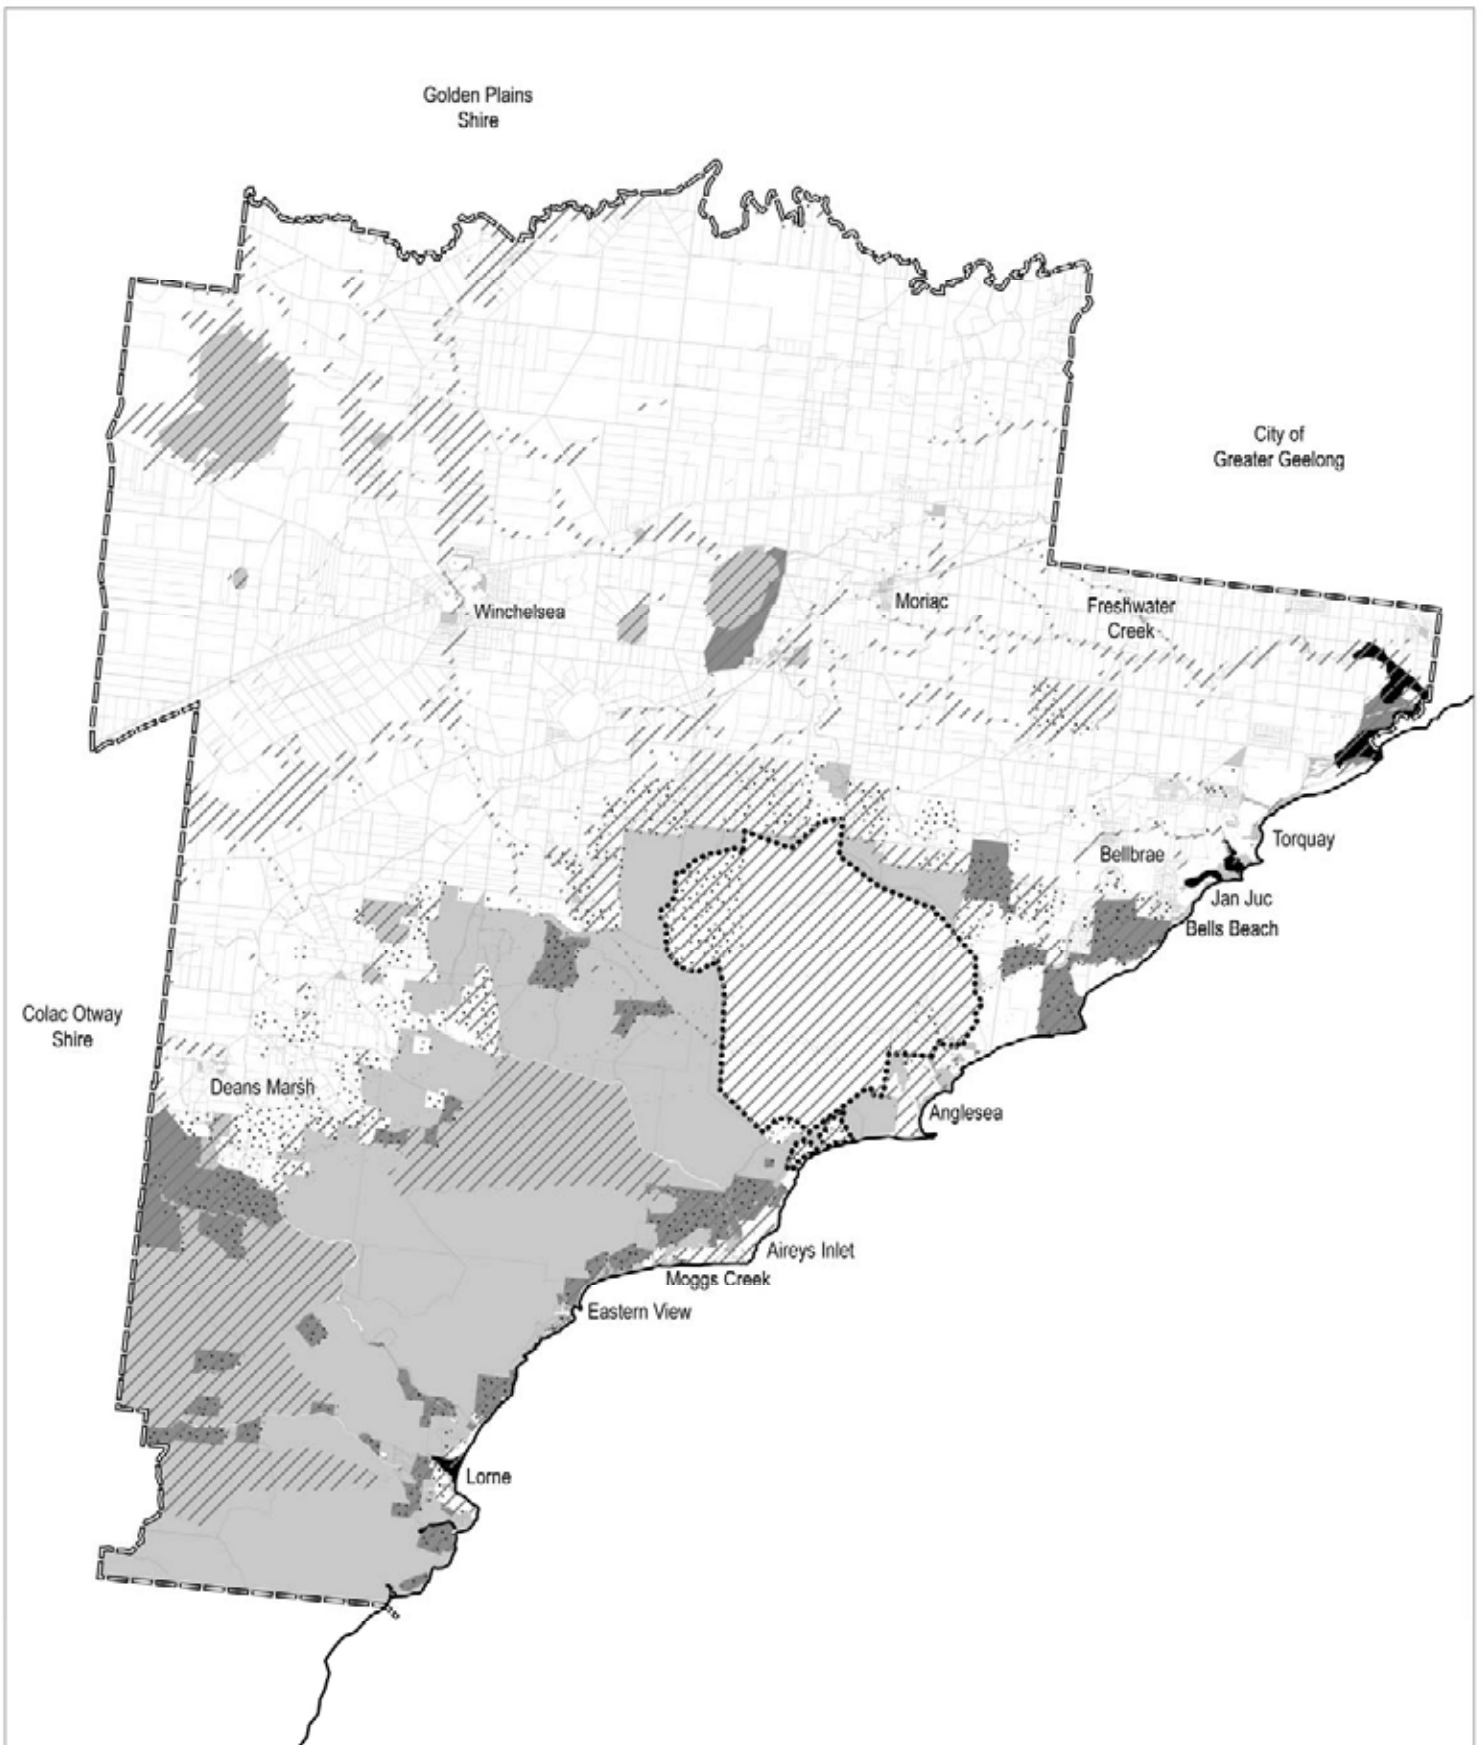 Golden Plains
Shire
City of
Greater Geelong
Winchelsea
Moriac
Freshwater
Creek
Torquay
Bellbrae
Jan Juc
Bells Beach
Colac Otway
Shire
Deans Marsh
Anglesea
Aireys Inlet
Moggs Creek
Eastern View
Lorne